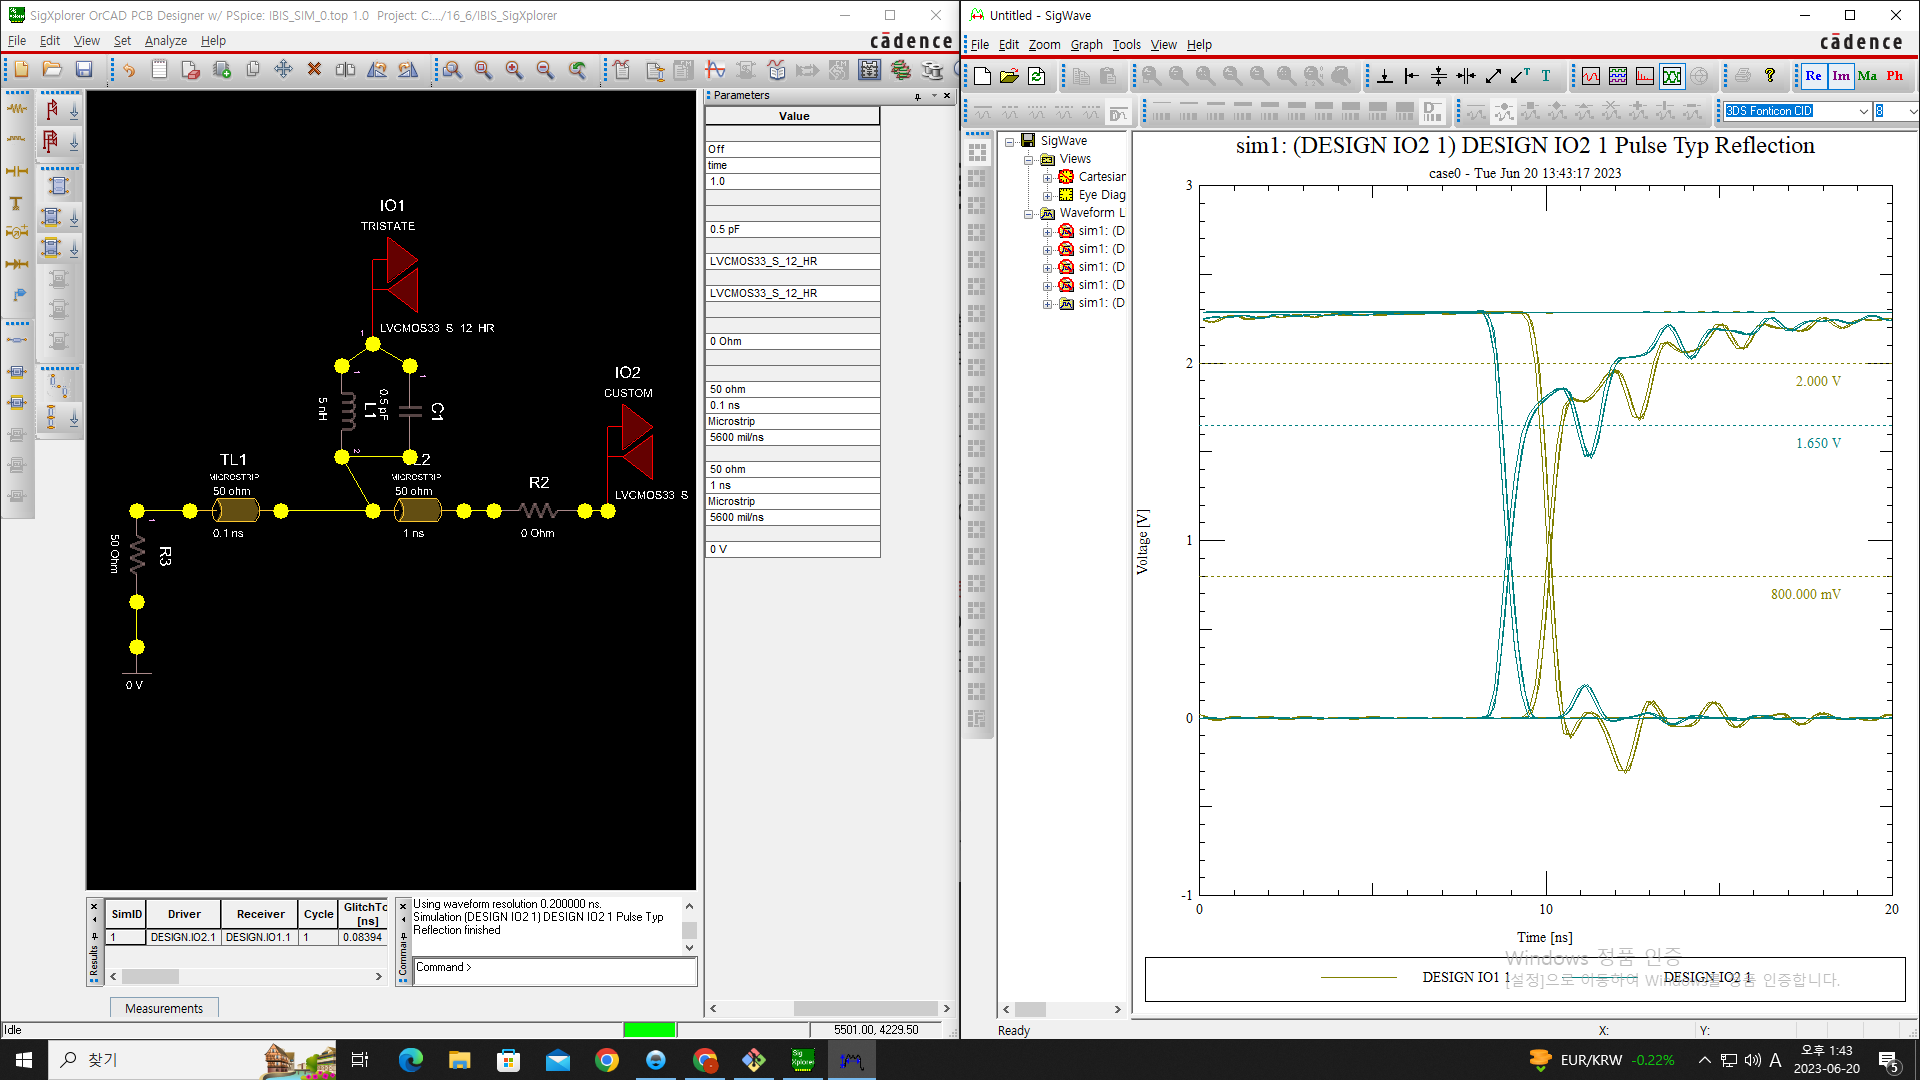 SigXplorer OrCAD PCB Designer w/ PSpice: IBIS_SIM_0.top 1.0 Project: C:.../16_6/IBIS_SigXplorer
File Edit View Set Analyze Help
cādence
Parameters
Value
Off
time
1.0
0.5 pF
LVCMOS33_S_12_HR
LVCMOS33_S_12_HR
0 Ohm
50 ohm
0.1 ns
Microstrip
5600 mil/ns
50 ohm
1 ns
Microstrip
5600 mil/ns
0 V
IO1
TRISTATE
1
LVCMOS33 S 12 HR
1
1
5 nH
L1
0.5 pF
C1
2
IO2
CUSTOM
LVCMOS33 S
TL1
MICROSTRIP
50 ohm
0.1 ns
L2
MICROSTRIP
50 ohm
1 ns
R2
0 Ohm
1
50 Ohm
R3
0 V
SimID Driver Receiver Cycle GlitchTo [ns]
1 DESIGN.IO2.1 DESIGN.IO1.1 1 0.08394
Results
Measurements
Comma
Using waveform resolution 0.200000 ns.
Simulation (DESIGN IO2 1) DESIGN IO2 1 Pulse Typ
Reflection finished
Command >
Idle
5501.00, 4229.50
Untitled - SigWave
File Edit Zoom Graph Tools View Help
cādence
T
T
Re Im Ma Ph
3DS Fonticon CID 8
SigWave
Views
Cartesiar
Eye Diag
Waveform L
sim1: (D
sim1: (D
sim1: (D
sim1: (D
sim1: (D
sim1: (DESIGN IO2 1) DESIGN IO2 1 Pulse Typ Reflection
case0 - Tue Jun 20 13:43:17 2023
3
2
1
0
-1
0
10
20
Voltage [V]
2.000 V
1.650 V
800.000 mV
Time [ns]
DESIGN IO1 1
DESIGN IO2 1
Windows 정품 인증
[설정]으로 이동하여 Windows를 정품 인증합니다.
Ready
X:
Y:
찾기
Sig Xplorer
EUR/KRW -0.22%
A
오후 1:43
2023-06-20
5